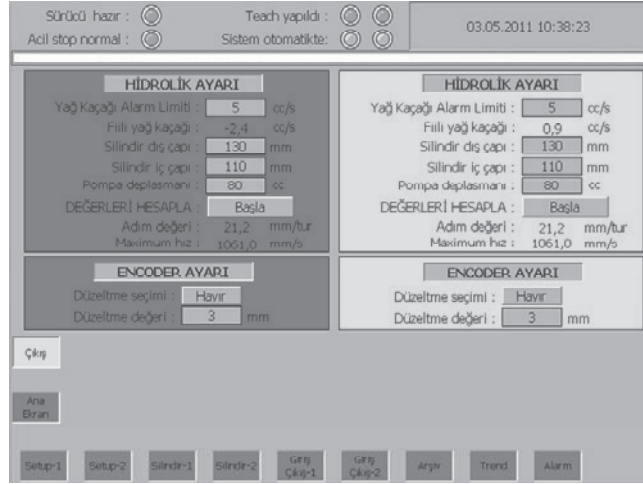 Sürücü hazır :
Acil stop normal :
Teach yapıldı :
Sistem otomatikte:
03.05.2011 10:38:23
HİDROLİK AYARI
Yağ Kaçağı Alarm Limiti : 5 cc/s
Fiili yağ kaçağı : -2,4 cc/s
Silindir dış çapı : 130 mm
Silindir iç çapı : 110 mm
Pompa deplasmanı : 80 cc
DEĞERLERİ HESAPLA : Başla
Adım değeri : 21,2 mm/tur
Maximum hız : 1061,0 mm/s
ENCODER AYARI
Düzeltme seçimi : Hayır
Düzeltme değeri : 3 mm
HİDROLİK AYARI
Yağ Kaçağı Alarm Limiti : 5 cc/s
Fiili yağ kaçağı : 0,9 cc/s
Silindir dış çapı : 130 mm
Silindir iç çapı : 110 mm
Pompa deplasmanı : 80 cc
DEĞERLERİ HESAPLA : Başla
Adım değeri : 21,2 mm/tur
Maximum hız : 1061,0 mm/s
ENCODER AYARI
Düzeltme seçimi : Hayır
Düzeltme değeri : 3 mm
Çıkış
Ana
Ekran
Setup-1
Setup-2
Silindir-1
Silindir-2
Giriş
Çıkış-1
Giriş
Çıkış-2
Arşiv
Trend
Alarm